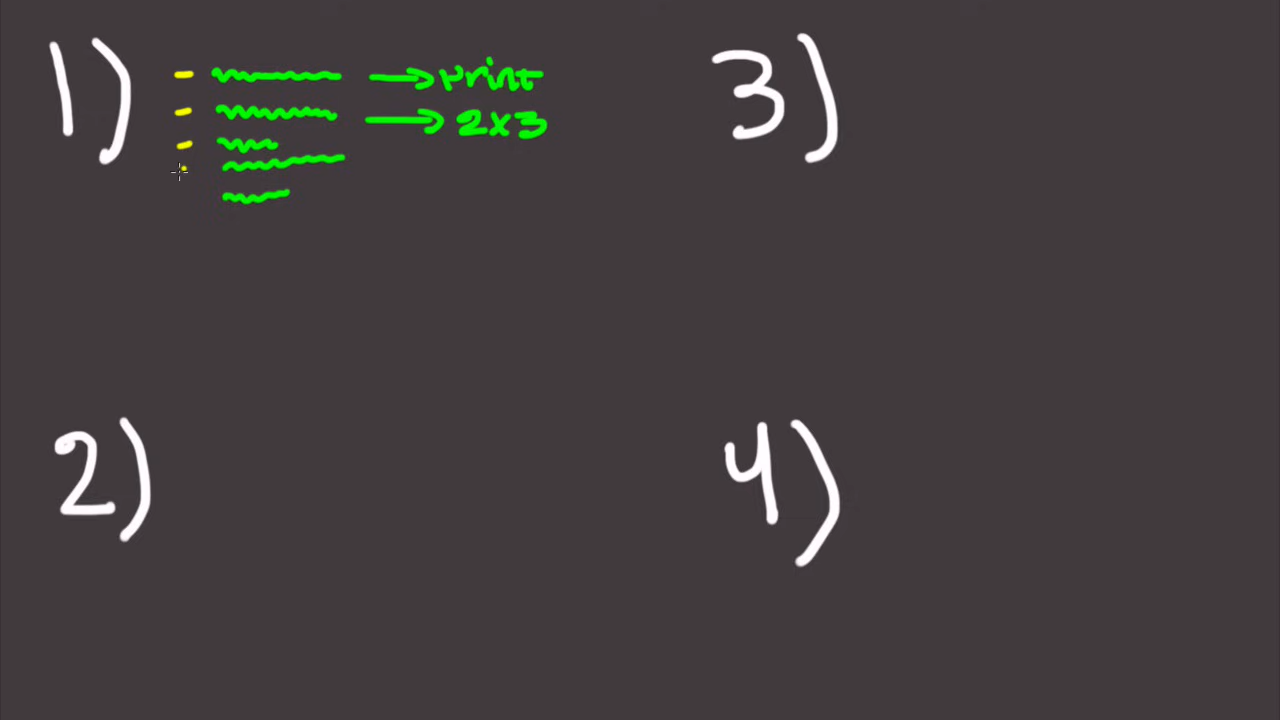 1)
→ print
→ 2x3
2)
3)
4)